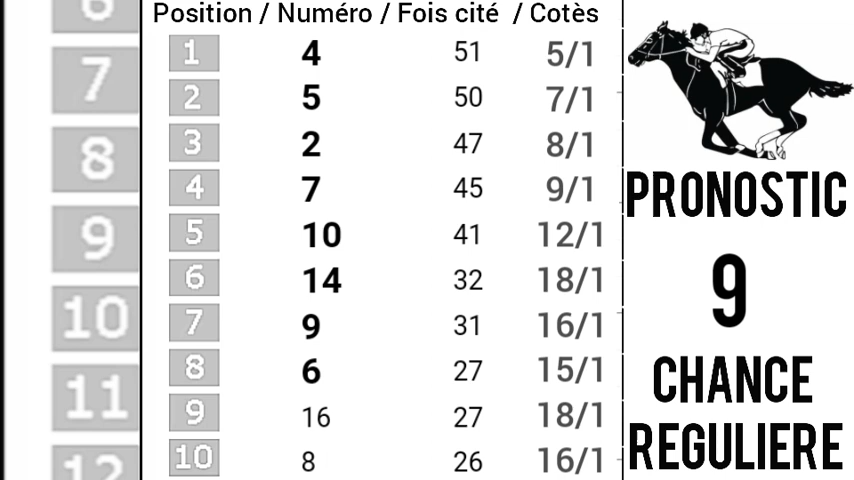 6
7
8
9
10
11
12
Position / Numéro / Fois cité / Cotès
1 4 51 5/1
2 5 50 7/1
3 2 47 8/1
4 7 45 9/1
5 10 41 12/1
6 14 32 18/1
7 9 31 16/1
8 6 27 15/1
9 16 27 18/1
10 8 26 16/1
PRONOSTIC
9
CHANCE
REGULIERE